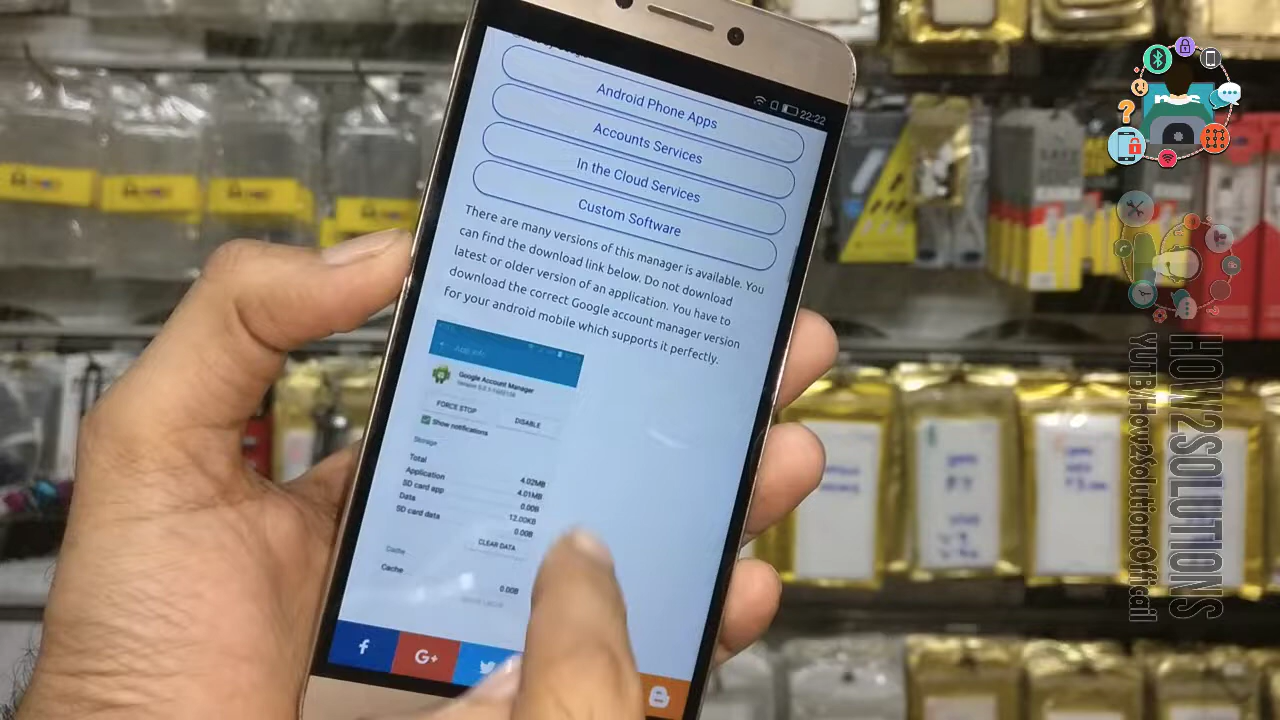 22:22
Android Phone Apps
Accounts Services
In the Cloud Services
Custom Software
There are many versions of this manager is available. You
can find the download link below. Do not download
latest or older version of an application. You have to
download the correct Google account manager version
for your android mobile which supports it perfectly.
App info
Google Account Manager
FORCE STOP
DISABLE
Show notifications
Storage
Total
4.02MB
Application
4.01MB
SD card app
0.00B
Data
12.00KB
SD card data
0.00B
CLEAR DATA
Cache
Cache
0.00B
f
G+
HOW2SOLUTIONS
YUTB/How2SolutionsOfficail